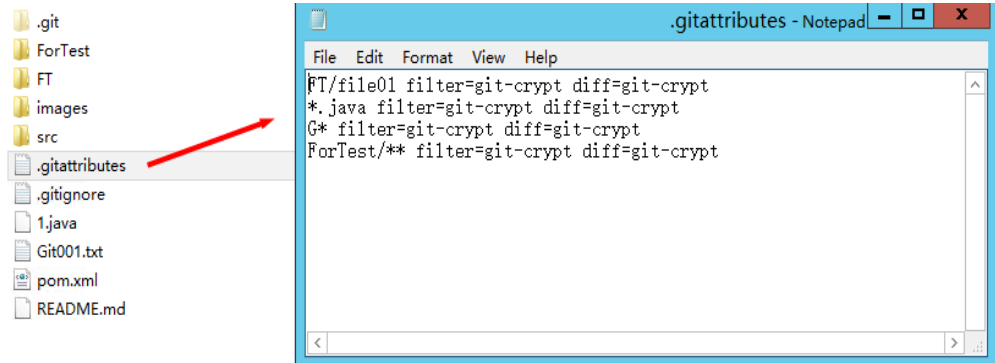 .git
ForTest
FT
images
src
.gitattributes
.gitignore
1.java
Git001.txt
pom.xml
README.md
.gitattributes - Notepad
File Edit Format View Help
FT/file01 filter=git-crypt diff=git-crypt
*.java filter=git-crypt diff=git-crypt
G* filter=git-crypt diff=git-crypt
ForTest/** filter=git-crypt diff=git-crypt